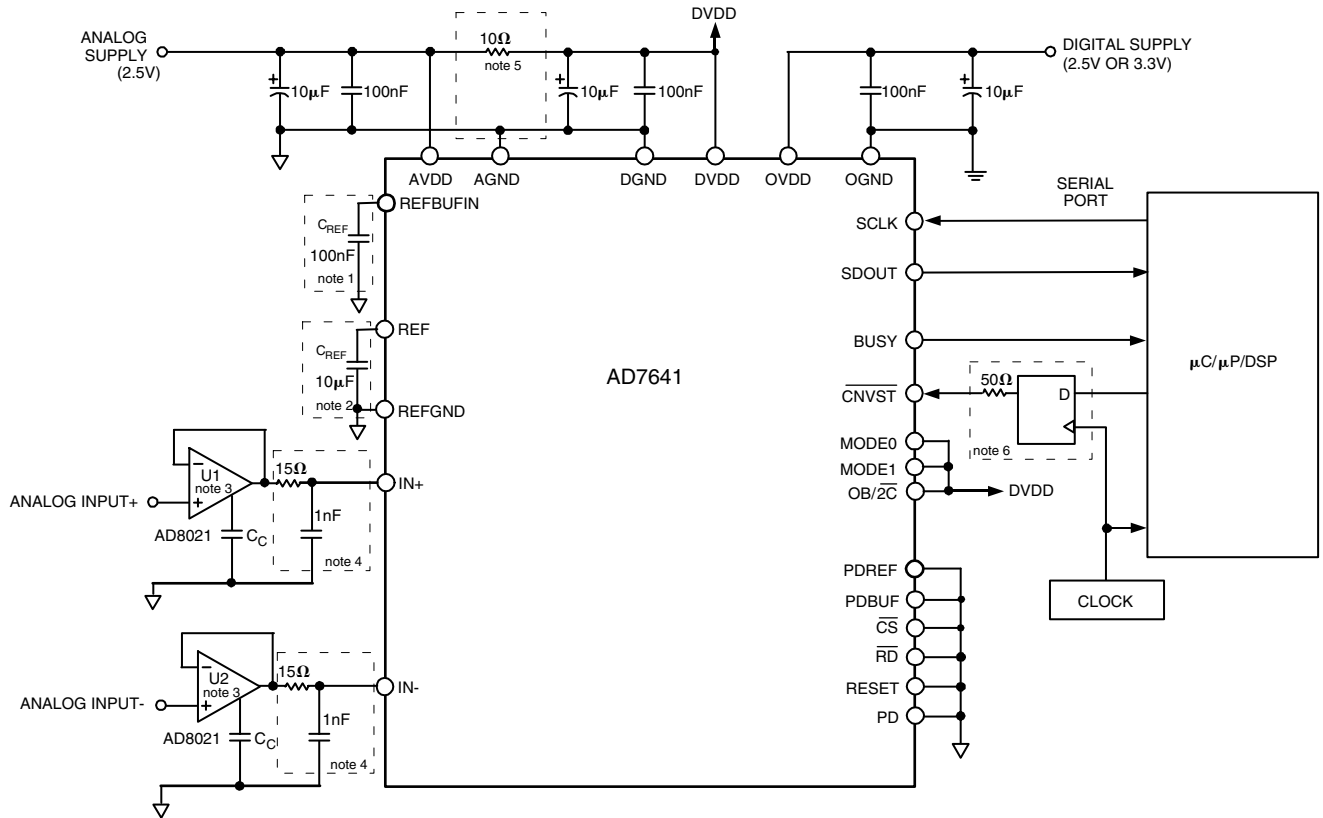 DVDD
ANALOG
SUPPLY
(2.5V)
10Ω
note 5
DIGITAL SUPPLY
(2.5V OR 3.3V)
+
10μF
100nF
+
10μF
100nF
100nF
+
10μF
AVDD
AGND
DGND
DVDD
OVDD
OGND
REFBUFIN
CREF
100nF
note 1
REF
CREF
10μF
note 2
REFGND
AD7641
SERIAL
PORT
SCLK
SDOUT
BUSY
CNVST
50Ω
D
note 6
μC/μP/DSP
MODE0
MODE1
OB/2C
DVDD
CLOCK
PDREF
PDBUF
CS
RD
RESET
PD
ANALOG INPUT+
-
U1
note 3
+
AD8021
CC
15Ω
1nF
note 4
IN+
ANALOG INPUT-
-
U2
note 3
+
AD8021
CC
15Ω
1nF
note 4
IN-